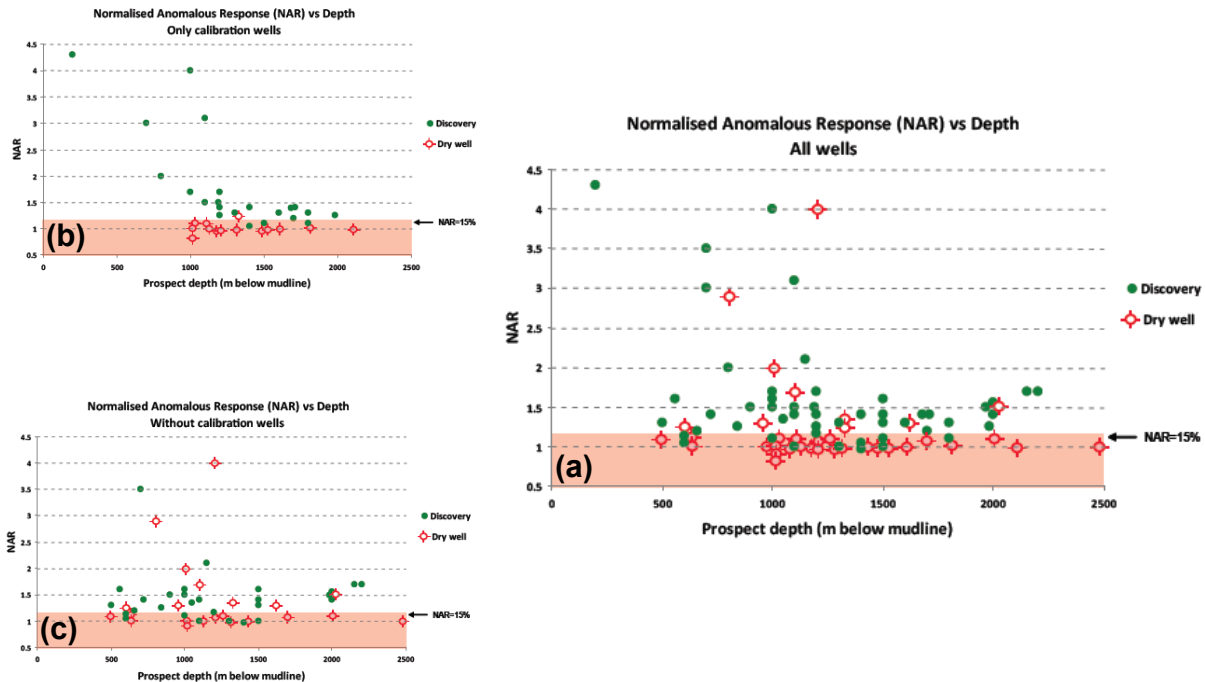 Normalised Anomalous Response (NAR) vs Depth
Only calibration wells
4.5
4
3.5
3
2.5
2
1.5
1
0.5
NAR
0
500
1000
1500
2000
2500
Prospect depth (m below mudline)
Discovery
Dry well
NAR=15%
(b)
Normalised Anomalous Response (NAR) vs Depth
All wells
4.5
4
3.5
3
2.5
2
1.5
1
0.5
NAR
0
500
1000
1500
2000
2500
Prospect depth (m below mudline)
Discovery
Dry well
NAR=15%
(a)
Normalised Anomalous Response (NAR) vs Depth
Without calibration wells
4.5
4
3.5
3
2.5
2
1.5
1
0.5
NAR
0
500
1000
1500
2000
2500
Prospect depth (m below mudline)
Discovery
Dry well
NAR=15%
(c)